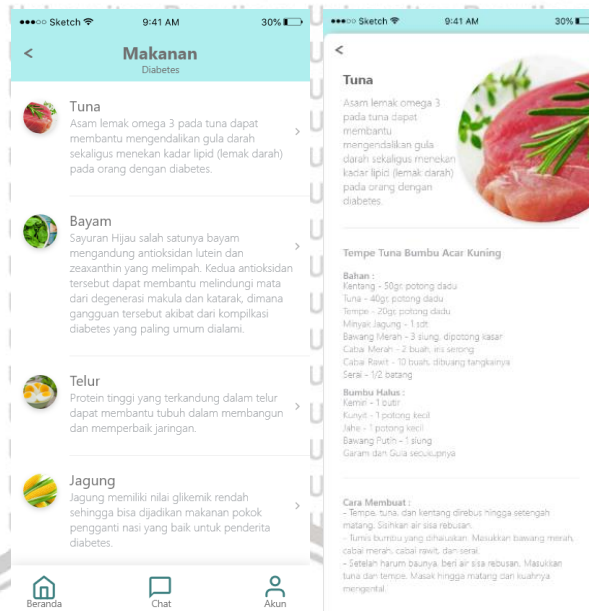 Sketch 9:41 AM 30%
<
Makanan
Diabetes
Tuna
Asam lemak omega 3 pada tuna dapat
membantu mengendalikan gula darah
sekaligus menekan kadar lipid (lemak darah)
pada orang dengan diabetes.
>
Bayam
Sayuran Hijau salah satunya bayam
mengandung antioksidan lutein dan
zeaxanthin yang melimpah. Kedua antioksidan
tersebut dapat membantu melindungi mata
dari degenerasi makula dan katarak, dimana
gangguan tersebut akibat dari kompilkasi
diabetes yang paling umum dialami.
>
Telur
Protein tinggi yang terkandung dalam telur
dapat membantu tubuh dalam membangun
dan memperbaik jaringan.
>
Jagung
Jagung memiliki nilai glikemik rendah
sehingga bisa dijadikan makanan pokok
pengganti nasi yang baik untuk penderita
diabetes.
>
Beranda Chat Akun
Sketch 9:41 AM 30%
<
Tuna
Asam lemak omega 3
pada tuna dapat
membantu
mengendalikan gula
darah sekaligus menekan
kadar lipid (lemak darah)
pada orang dengan
diabetes.
Tempe Tuna Bumbu Acar Kuning
Bahan :
Kentang - 50gr, potong dadu
Tuna - 40gr, potong dadu
Tempe - 20gr, potong dadu
Minyak Jagung - 1 sdt
Bawang Merah - 3 siung, dipotong kasar
Cabai Merah - 2 buah, iris serong
Cabai Rawit - 10 buah, dibuang tangkainya
Serai - 1/2 batang
Bumbu Halus :
Kemiri - 1 butir
Kunyit - 1 potong kecil
Jahe - 1 potong kecil
Bawang Putih - 1 siung
Garam dan Gula secukupnya
Cara Membuat :
- Tempe, tuna, dan kentang direbus hingga setengah
matang. Sisihkan air sisa rebusan.
- Tumis bumbu yang dihaluskan. Masukkan bawang merah,
cabai merah, cabai rawit, dan serai.
- Setelah harum baunya, beri air sisa rebusan. Masukkan
tuna dan tempe. Masak hingga matang dan kuahnya
mengental.